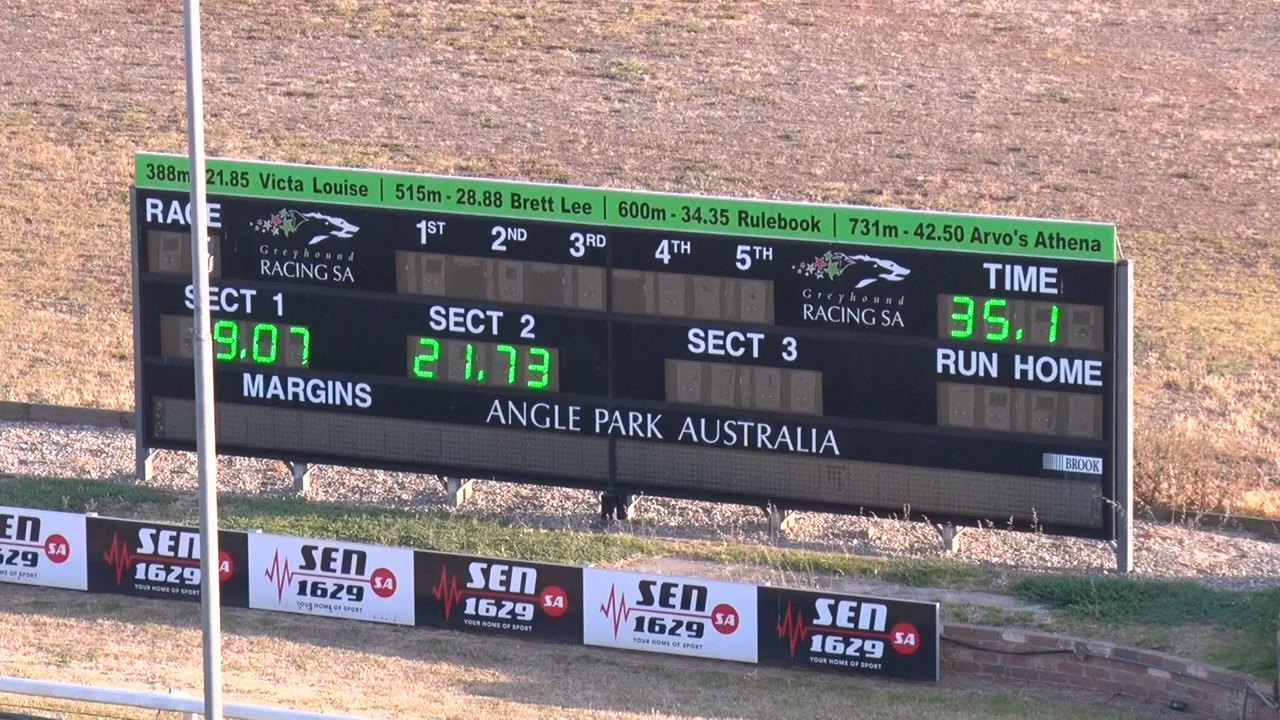 388m 21.85 Victa Louise | 515m - 28.88 Brett Lee | 600m - 34.35 Rulebook | 731m - 42.50 Arvo's Athena
RACE
Greyhound
RACING SA
1ST 2ND 3RD 4TH 5TH
Greyhound
RACING SA
TIME
35.1
SECT 1
9.07
SECT 2
21.73
SECT 3
RUN HOME
MARGINS
ANGLE PARK AUSTRALIA
BROOK
SEN
1629
SA
YOUR HOME OF SPORT
SEN
1629
SA
YOUR HOME OF SPORT
SEN
1629
SA
YOUR HOME OF SPORT
SEN
1629
SA
YOUR HOME OF SPORT
SEN
1629
SA
YOUR HOME OF SPORT